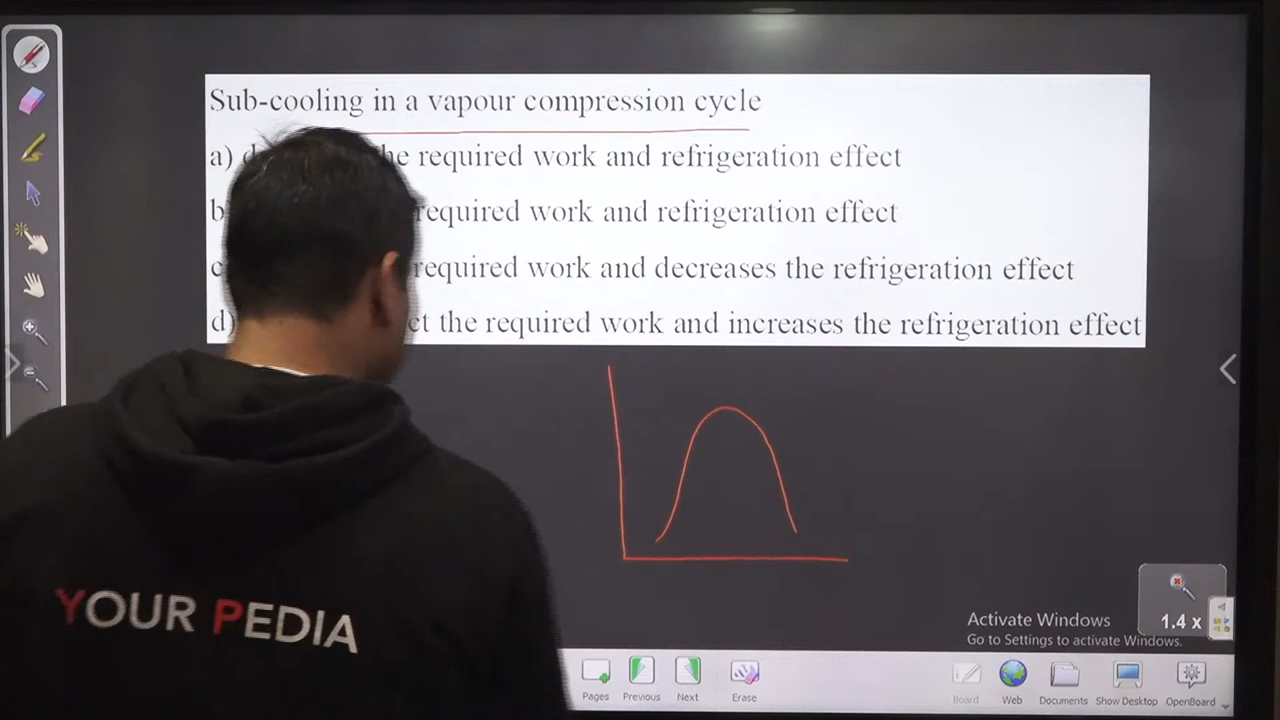 Sub-cooling in a vapour compression cycle
a) the required work and refrigeration effect
required work and refrigeration effect
required work and decreases the refrigeration effect
d) the required work and increases the refrigeration effect
YOUR PEDIA
1.4 x
Activate Windows
Go to Settings to activate Windows.
Pages Previous Next Erase Board Web Documents Show Desktop OpenBoard